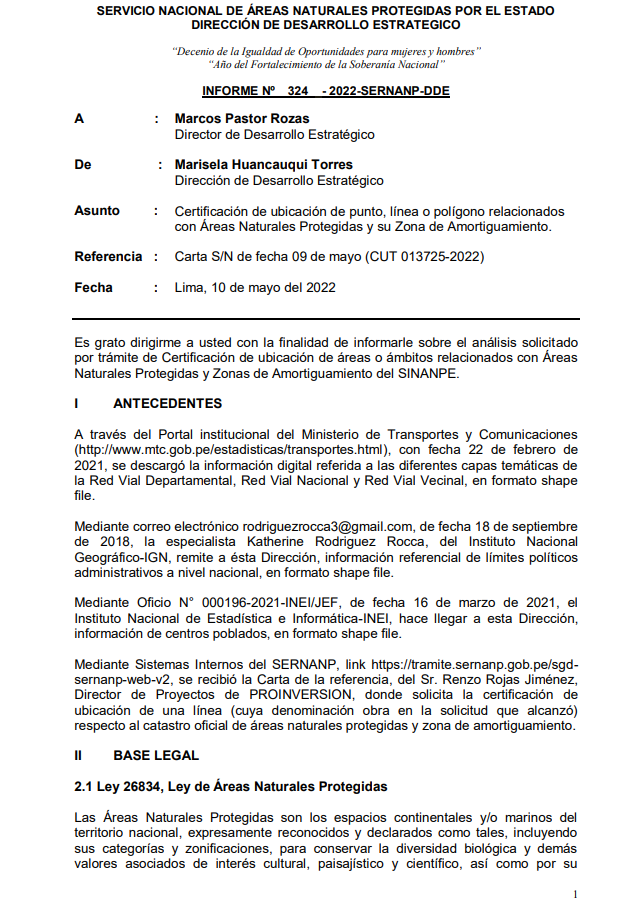 SERVICIO NACIONAL DE ÁREAS NATURALES PROTEGIDAS POR EL ESTADO
DIRECCIÓN DE DESARROLLO ESTRATEGICO
“Decenio de la Igualdad de Oportunidades para mujeres y hombres”
“Año del Fortalecimiento de la Soberanía Nacional”
INFORME Nº 324 - 2022-SERNANP-DDE
A : Marcos Pastor Rozas
Director de Desarrollo Estratégico
De : Marisela Huancauqui Torres
Dirección de Desarrollo Estratégico
Asunto : Certificación de ubicación de punto, línea o polígono relacionados
con Áreas Naturales Protegidas y su Zona de Amortiguamiento.
Referencia : Carta S/N de fecha 09 de mayo (CUT 013725-2022)
Fecha : Lima, 10 de mayo del 2022
Es grato dirigirme a usted con la finalidad de informarle sobre el análisis solicitado
por trámite de Certificación de ubicación de áreas o ámbitos relacionados con Áreas
Naturales Protegidas y Zonas de Amortiguamiento del SINANPE.
I ANTECEDENTES
A través del Portal institucional del Ministerio de Transportes y Comunicaciones
(http://www.mtc.gob.pe/estadisticas/transportes.html), con fecha 22 de febrero de
2021, se descargó la información digital referida a las diferentes capas temáticas de
la Red Vial Departamental, Red Vial Nacional y Red Vial Vecinal, en formato shape
file.
Mediante correo electrónico rodriguezrocca3@gmail.com, de fecha 18 de septiembre
de 2018, la especialista Katherine Rodriguez Rocca, del Instituto Nacional
Geográfico-IGN, remite a ésta Dirección, información referencial de límites políticos
administrativos a nivel nacional, en formato shape file.
Mediante Oficio N° 000196-2021-INEI/JEF, de fecha 16 de marzo de 2021, el
Instituto Nacional de Estadística e Informática-INEI, hace llegar a esta Dirección,
información de centros poblados, en formato shape file.
Mediante Sistemas Internos del SERNANP, link https://tramite.sernanp.gob.pe/sgd-
sernanp-web-v2, se recibió la Carta de la referencia, del Sr. Renzo Rojas Jiménez,
Director de Proyectos de PROINVERSION, donde solicita la certificación de
ubicación de una línea (cuya denominación obra en la solicitud que alcanzó)
respecto al catastro oficial de áreas naturales protegidas y zona de amortiguamiento.
II BASE LEGAL
2.1 Ley 26834, Ley de Áreas Naturales Protegidas
Las Áreas Naturales Protegidas son los espacios continentales y/o marinos del
territorio nacional, expresamente reconocidos y declarados como tales, incluyendo
sus categorías y zonificaciones, para conservar la diversidad biológica y demás
valores asociados de interés cultural, paisajístico y científico, así como por su
1